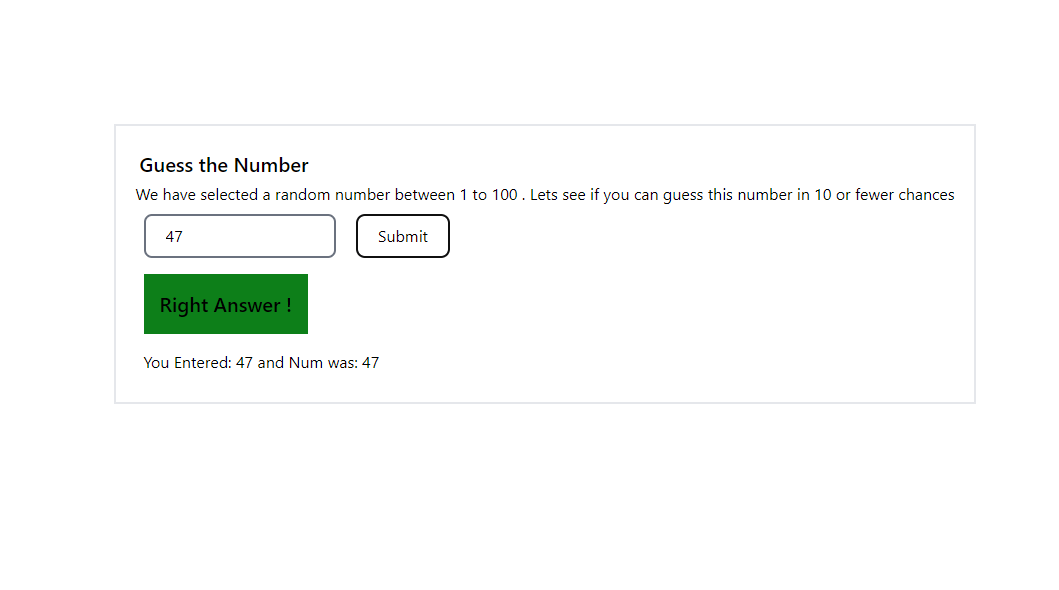 Guess the Number
We have selected a random number between 1 to 100 . Lets see if you can guess this number in 10 or fewer chances
47 Submit
Right Answer !
You Entered: 47 and Num was: 47